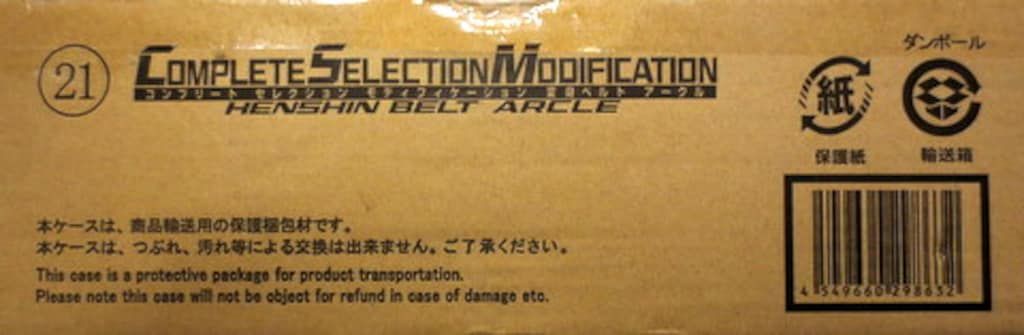 21
COMPLETE SELECTION MODIFICATION
コンプリート セレクション モディフィケーション 変身ベルト アークル
HENSHIN BELT ARCLE
ダンボール
紙
保護紙
輸送箱
本ケースは、商品輸送用の保護梱包材です。
本ケースは、つぶれ、汚れ等による交換は出来ません。ご了承ください。
This case is a protective package for product transportation.
Please note this case will not be object for refund in case of damage etc.
4 549660 298632